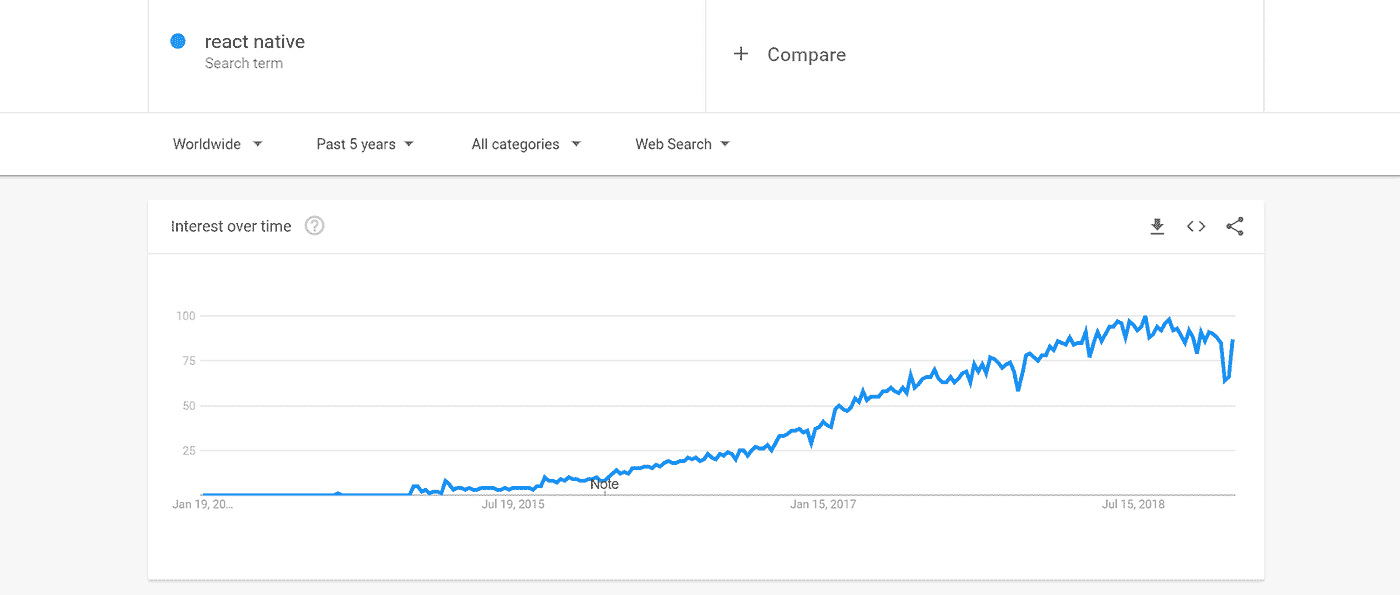 react native
Search term
+ Compare
Worldwide
Past 5 years
All categories
Web Search
Interest over time ?
100
75
50
25
Note
Jan 19, 20...
Jul 19, 2015
Jan 15, 2017
Jul 15, 2018